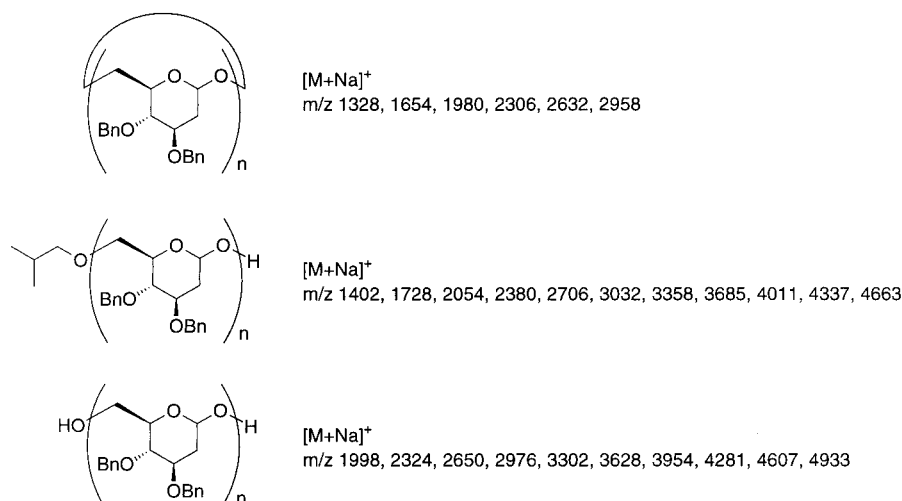 O O
[M+Na]+
m/z 1328, 1654, 1980, 2306, 2632, 2958
BnO
OBn
n
O O
O H
[M+Na]+
m/z 1402, 1728, 2054, 2380, 2706, 3032, 3358, 3685, 4011, 4337, 4663
BnO
OBn
n
O O
HO H
[M+Na]+
m/z 1998, 2324, 2650, 2976, 3302, 3628, 3954, 4281, 4607, 4933
BnO
OBn
n